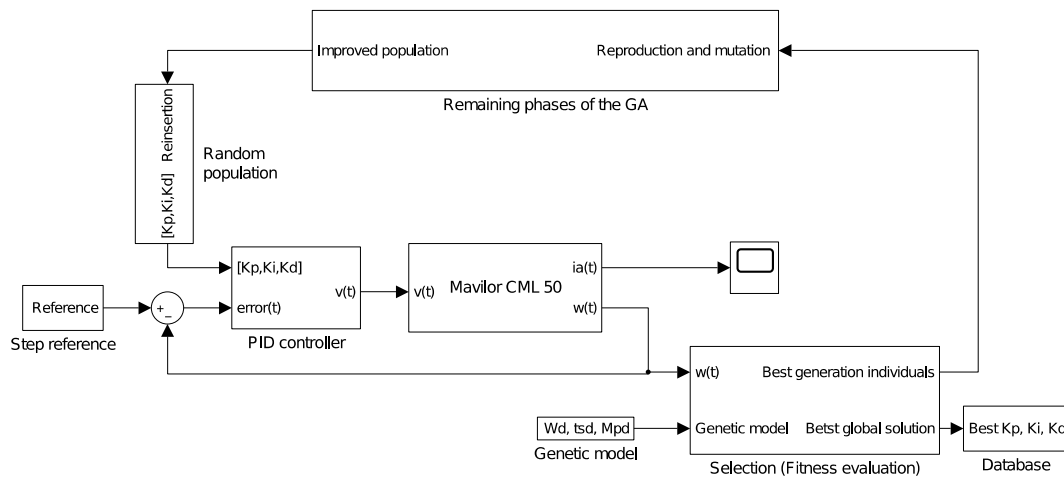 Improved population
Reproduction and mutation
Remaining phases of the GA
[Kp,Ki,Kd] Reinsertion
Random
population
[Kp,Ki,Kd]
error(t)
v(t)
PID controller
v(t)
Mavilor CML 50
ia(t)
w(t)
Reference
Step reference
+
_
w(t)
Best generation individuals
Genetic model
Betst global solution
Selection (Fitness evaluation)
Wd, tsd, Mpd
Genetic model
Best Kp, Ki, Kd
Database